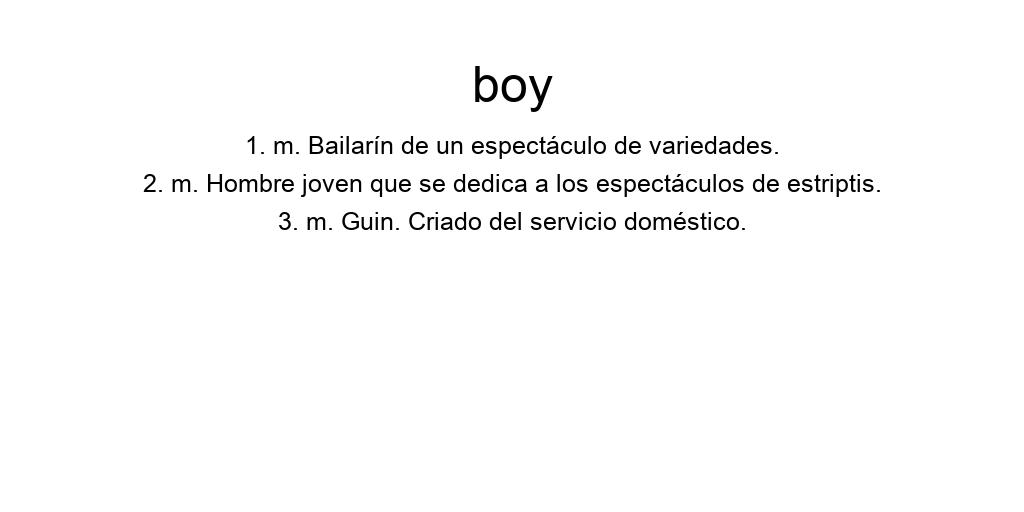 boy
1. m. Bailarín de un espectáculo de variedades.
2. m. Hombre joven que se dedica a los espectáculos de estriptis.
3. m. Guin. Criado del servicio doméstico.